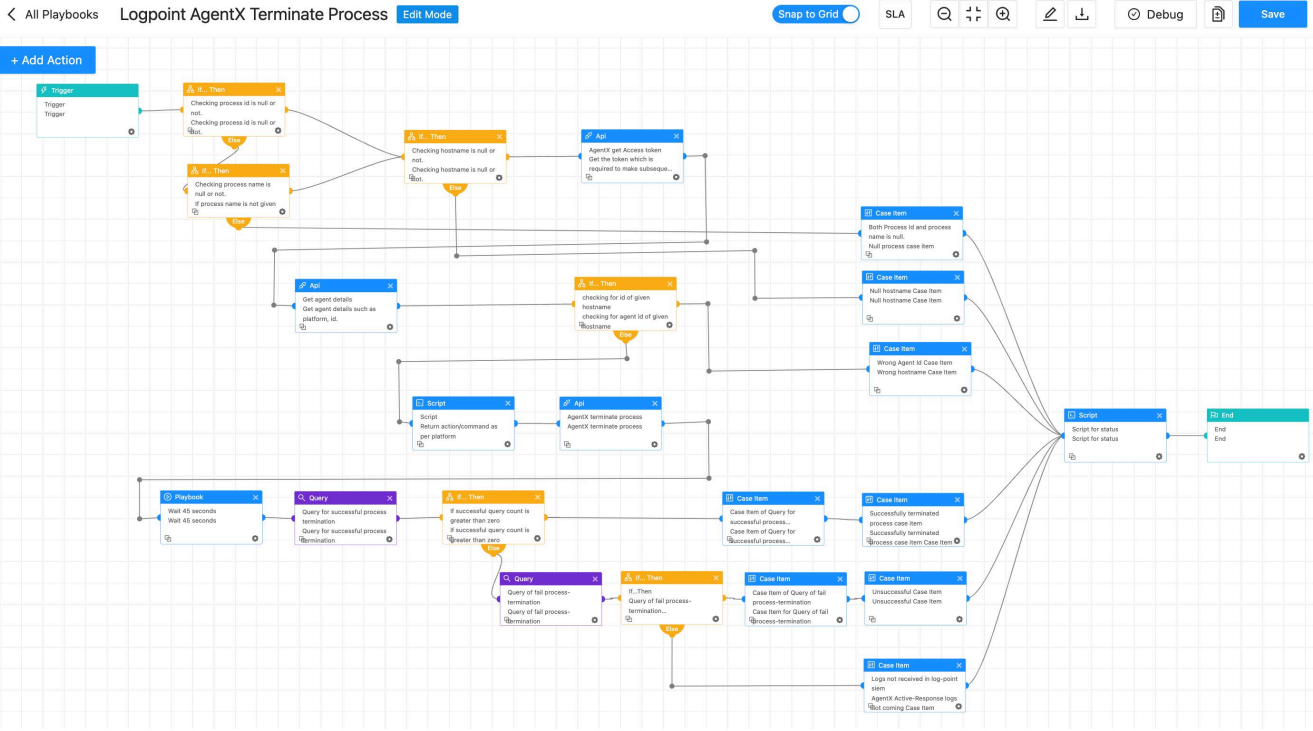 All Playbooks
Logpoint AgentX Terminate Process
Edit Mode
Snap to Grid
SLA
Debug
Save
+ Add Action
Trigger
Trigger
Trigger
If... Then
Checking process id is null or
not.
Checking process id is null or
not.
Else
If... Then
Checking process name is
null or not.
If process name is not given
Else
If... Then
Checking hostname is null or
not.
Checking hostname is null or
not.
Else
Api
AgentX get Access token
Get the token which is
required to make subseque...
Case Item
Both Process Id and process
name is null.
Null process case item
Case Item
Null hostname Case Item
Null hostname Case Item
Api
Get agent details
Get agent details such as
platform, id.
If... Then
checking for id of given
hostname
checking for agent id of given
hostname
Else
Case Item
Wrong Agent Id Case Item
Wrong hostname Case Item
Script
Script
Return action/command as
per platform
Api
AgentX terminate process
AgentX terminate process
Script
Script for status
Script for status
End
End
End
Playbook
Wait 45 seconds
Wait 45 seconds
Query
Query for successful process
termination
Query for successful process
termination
If... Then
If successful query count is
greater than zero
If successful query count is
greater than zero
Else
Case Item
Case Item of Query for
successful process...
Case Item of Query for
successful process...
Case Item
Successfully terminated
process case item
Successfully terminated
process case Item Case Item
Query
Query of fail process-
termination
Query of fail process-
termination
If... Then
If...Then
Query of fail process-
termination...
Else
Case Item
Case Item of Query of fail
process-termination
Case Item for Query of fail
process-termination
Case Item
Unsuccessful Case Item
Unsuccessful Case Item
Case Item
Logs not received in log-point
siem
AgentX Active-Response logs
not coming Case Item